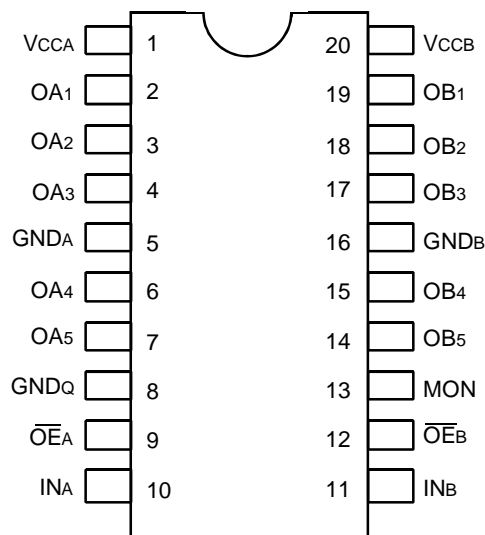 VCCA 1 20 VCCB
OA1 2 19 OB1
OA2 3 18 OB2
OA3 4 17 OB3
GNDA 5 16 GNDB
OA4 6 15 OB4
OA5 7 14 OB5
GNDQ 8 13 MON
O̅E̅A 9 12 O̅E̅B
INA 10 11 INB